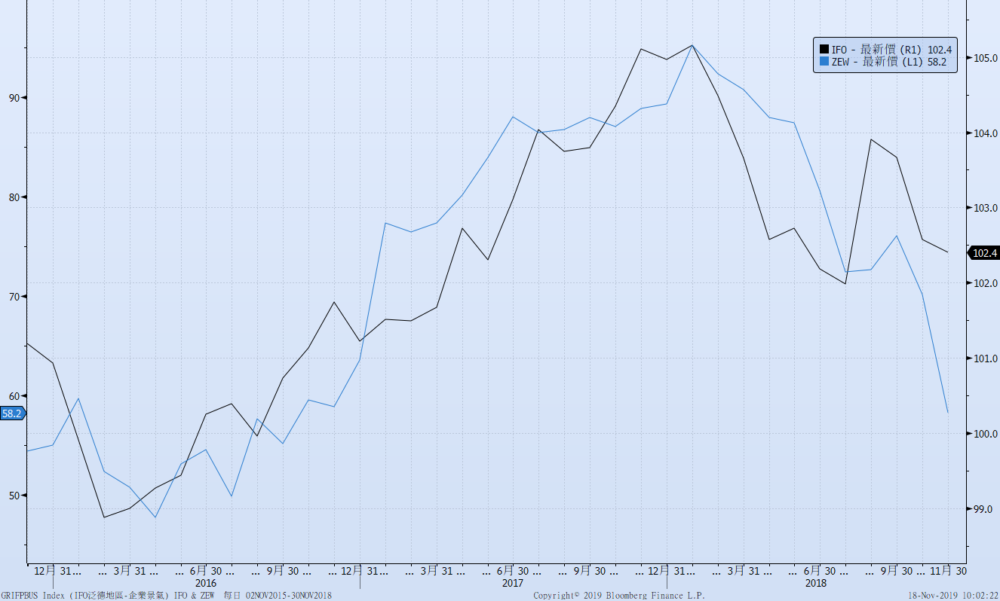 IFO - 最新價 (R1) 102.4
ZEW - 最新價 (L1) 58.2
90
80
70
60
58.2
50
105.0
104.0
103.0
102.4
102.0
101.0
100.0
99.0
12月 31... ... 3月 31 ... ... 6月 30 ... ... 9月 30 ... ... 12月 31... ... 3月 31 ... ... 6月 30 ... ... 9月 30 ... ... 12月 31... ... 3月 31 ... ... 6月 30 ... ... 9月 30 ... 11月 30
2016 2017 2018
GRIFPBUS Index (IFO泛德地區-企業景氣) IFO & ZEW 每日 02NOV2015-30NOV2018 Copyright© 2019 Bloomberg Finance L.P. 18-Nov-2019 10:02:22